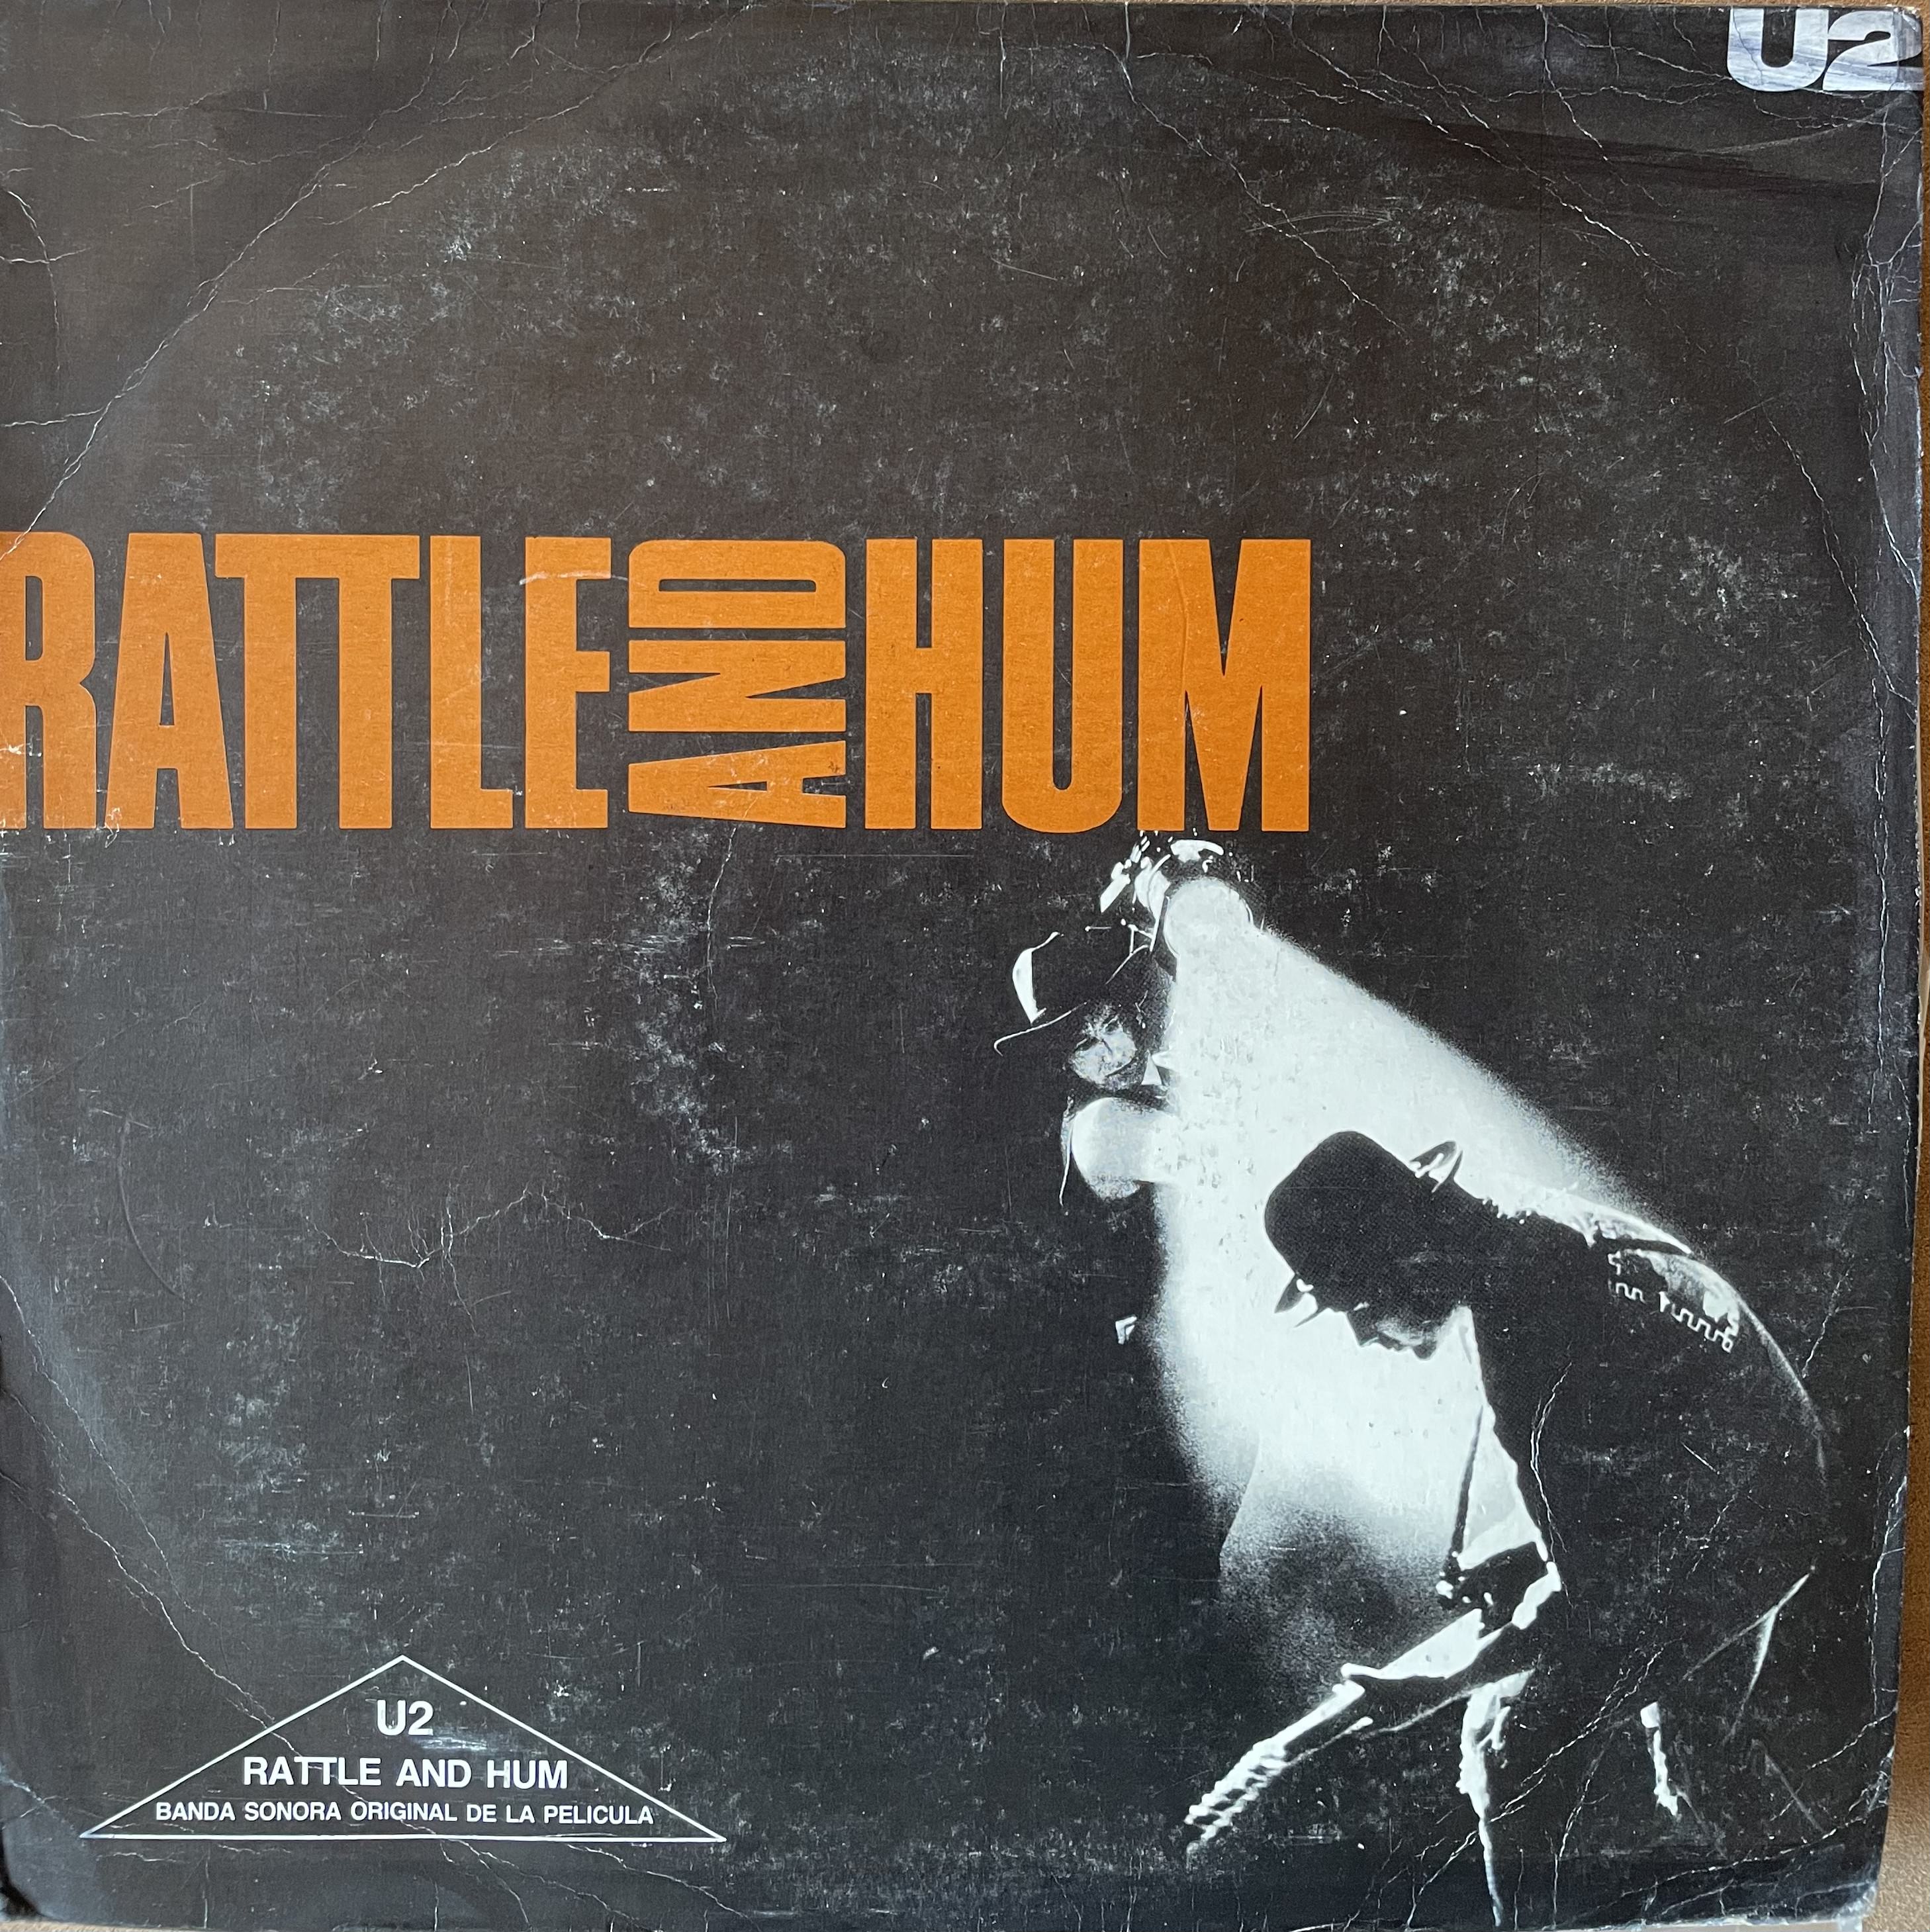 U2
RATTLE AND HUM
U2
RATTLE AND HUM
BANDA SONORA ORIGINAL DE LA PELICULA